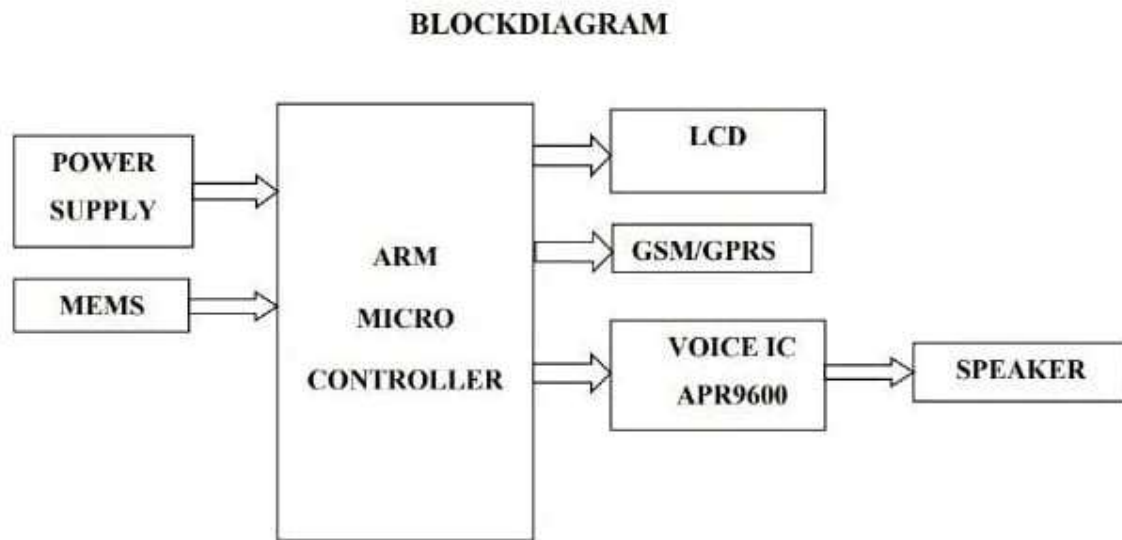 BLOCKDIAGRAM
POWER
SUPPLY
MEMS
ARM
MICRO
CONTROLLER
LCD
GSM/GPRS
VOICE IC
APR9600
SPEAKER